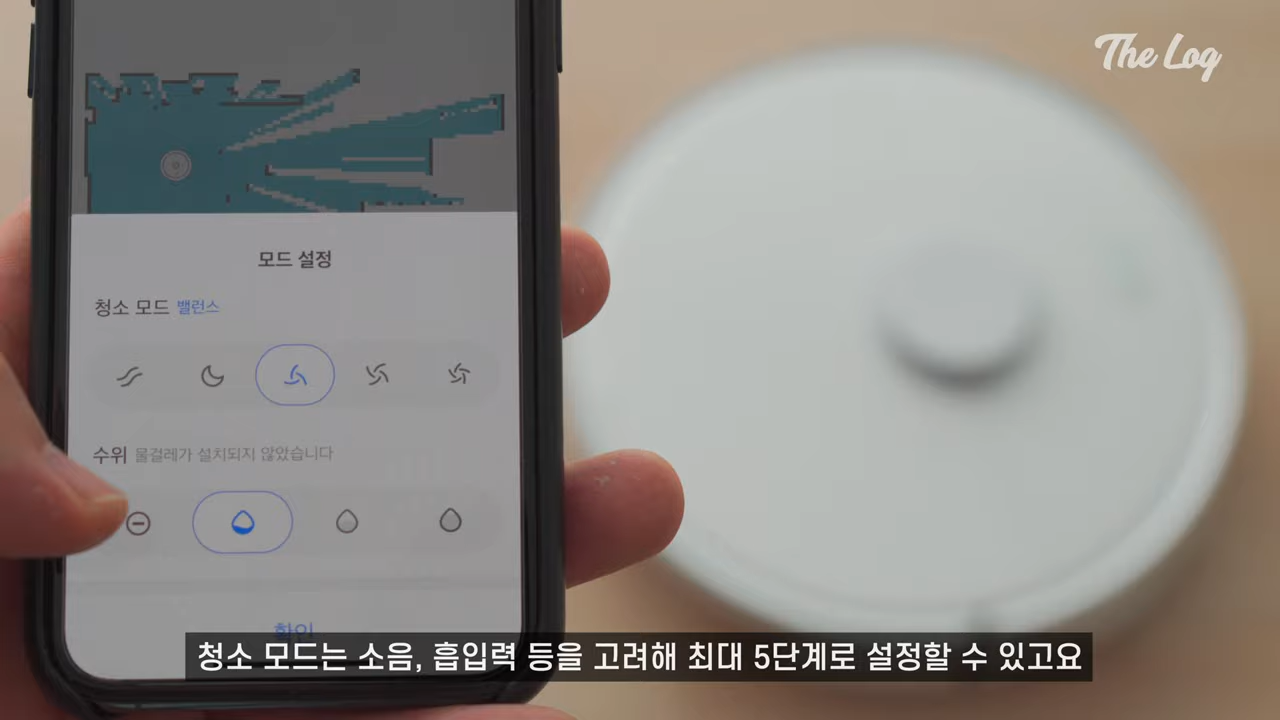 The Log
모드 설정
청소 모드 밸런스
수위 물걸레가 설치되지 않았습니다
확인
청소 모드는 소음, 흡입력 등을 고려해 최대 5단계로 설정할 수 있고요